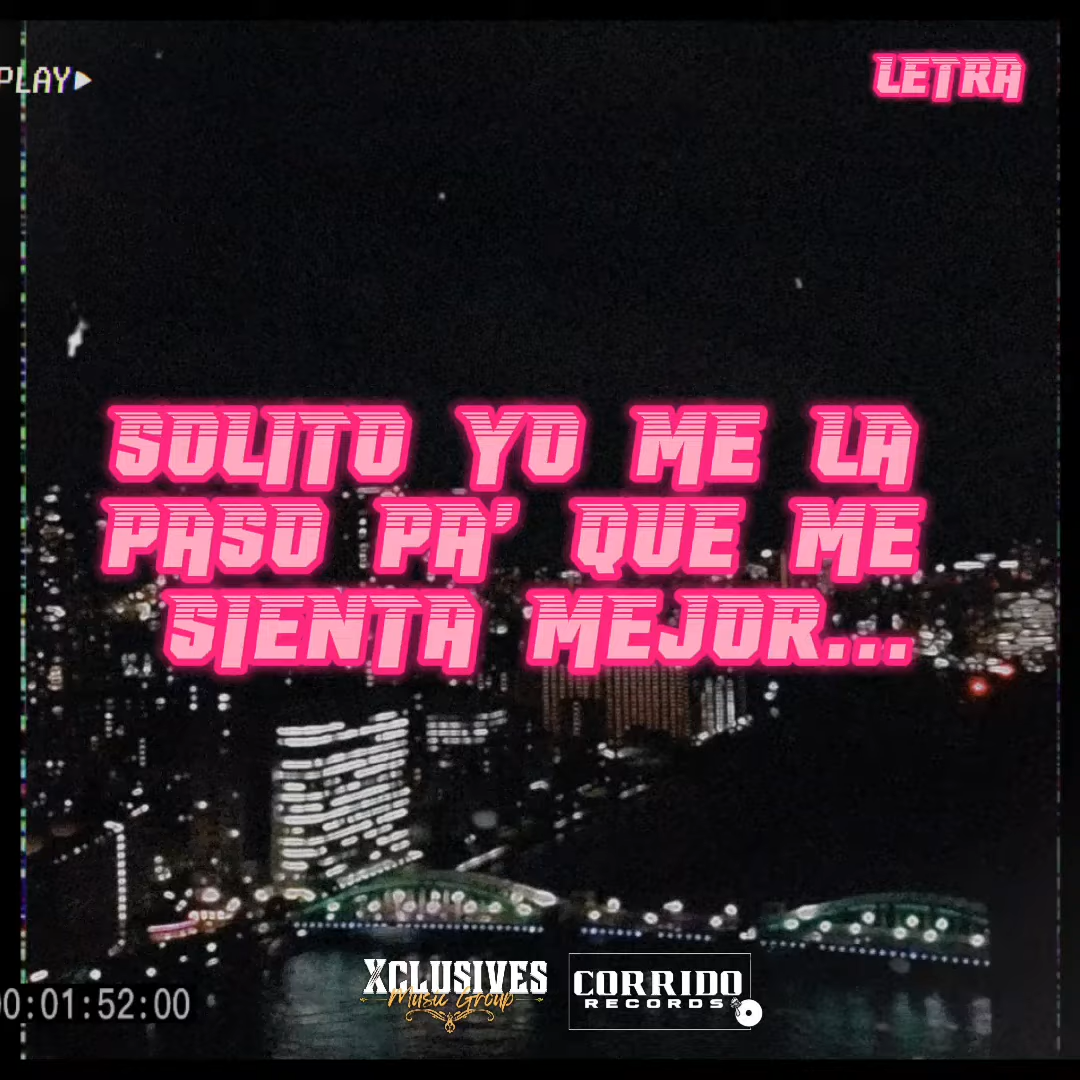 PLAY
LETRA
SOLITO YO ME LA
PASO PA' QUE ME
SIENTA MEJOR...
XCLUSIVES
Music Group
CORRIDO
RECORDS
00:01:52:00